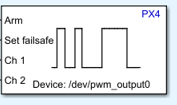 PX4
Arm
Set failsafe
Ch 1
Ch 2
Device: /dev/pwm_output0